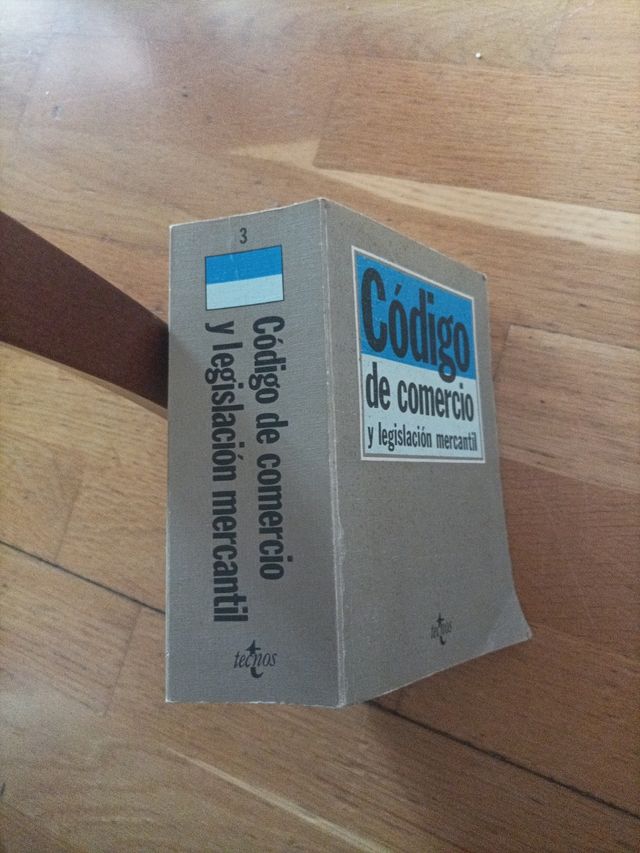 3
Código de comercio
y legislación mercantil
tecnos
Código
de comercio
y legislación mercantil
tecnos